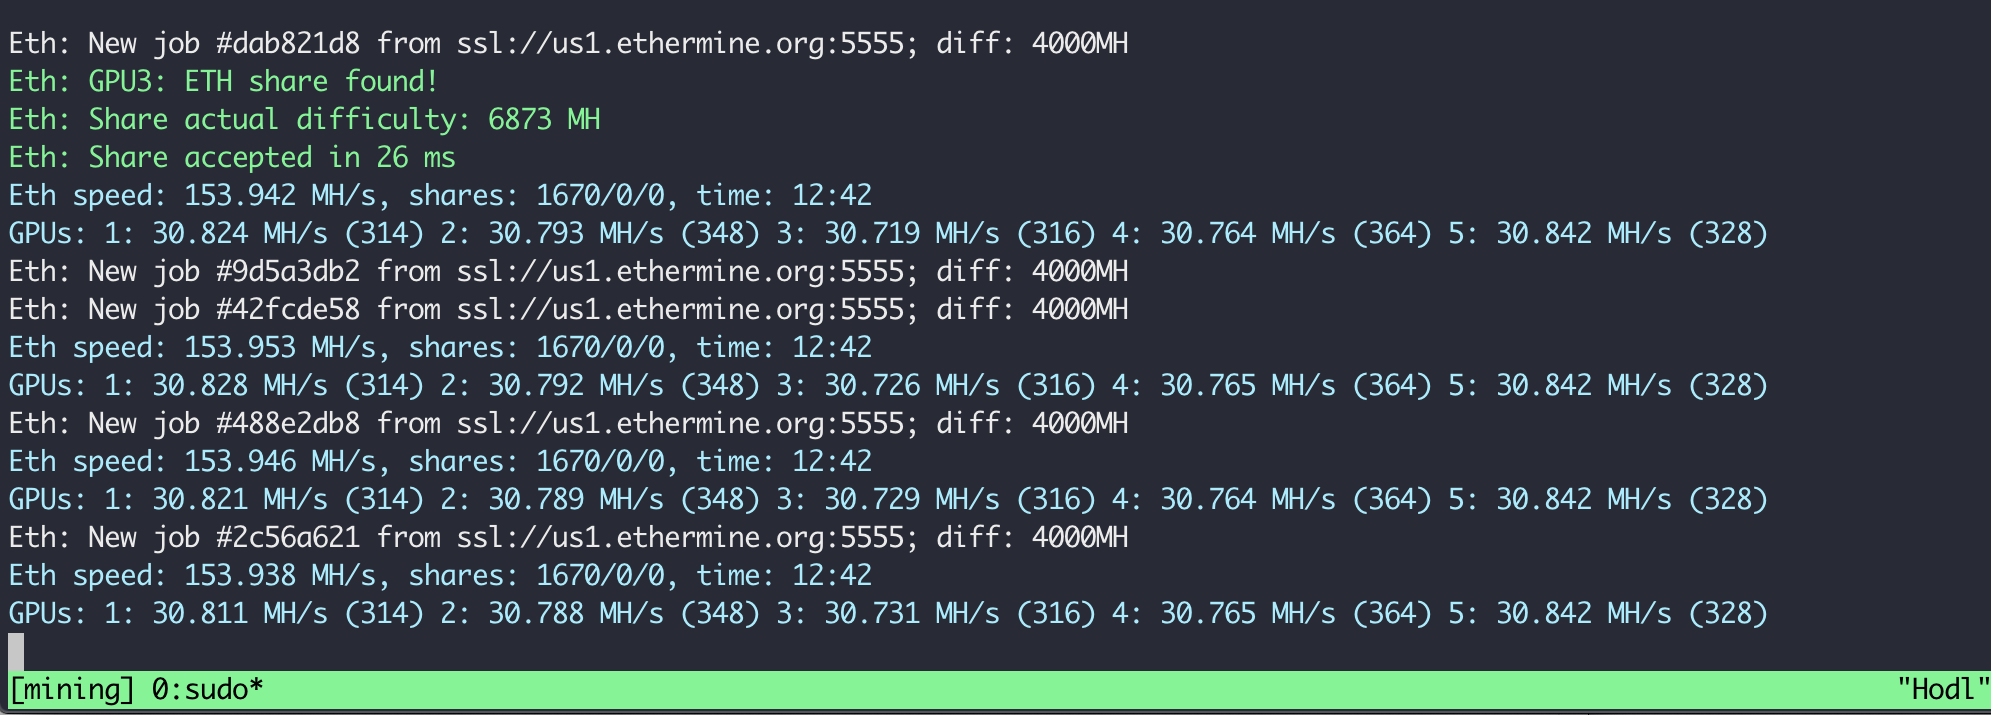 Eth: New job #dab821d8 from ssl://us1.ethermine.org:5555; diff: 4000MH
Eth: GPU3: ETH share found!
Eth: Share actual difficulty: 6873 MH
Eth: Share accepted in 26 ms
Eth speed: 153.942 MH/s, shares: 1670/0/0, time: 12:42
GPUs: 1: 30.824 MH/s (314) 2: 30.793 MH/s (348) 3: 30.719 MH/s (316) 4: 30.764 MH/s (364) 5: 30.842 MH/s (328)
Eth: New job #9d5a3db2 from ssl://us1.ethermine.org:5555; diff: 4000MH
Eth: New job #42fcde58 from ssl://us1.ethermine.org:5555; diff: 4000MH
Eth speed: 153.953 MH/s, shares: 1670/0/0, time: 12:42
GPUs: 1: 30.828 MH/s (314) 2: 30.792 MH/s (348) 3: 30.726 MH/s (316) 4: 30.765 MH/s (364) 5: 30.842 MH/s (328)
Eth: New job #488e2db8 from ssl://us1.ethermine.org:5555; diff: 4000MH
Eth speed: 153.946 MH/s, shares: 1670/0/0, time: 12:42
GPUs: 1: 30.821 MH/s (314) 2: 30.789 MH/s (348) 3: 30.729 MH/s (316) 4: 30.764 MH/s (364) 5: 30.842 MH/s (328)
Eth: New job #2c56a621 from ssl://us1.ethermine.org:5555; diff: 4000MH
Eth speed: 153.938 MH/s, shares: 1670/0/0, time: 12:42
GPUs: 1: 30.811 MH/s (314) 2: 30.788 MH/s (348) 3: 30.731 MH/s (316) 4: 30.765 MH/s (364) 5: 30.842 MH/s (328)
[mining] 0:sudo* "Hodl"